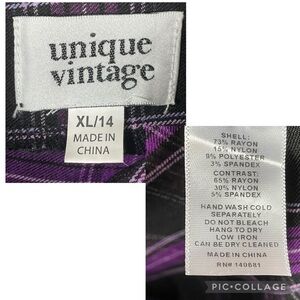 unique
vintage
XL/14
MADE IN
CHINA
SHELL:
73% RAYON
15% NYLON
9% POLYESTER
3% SPANDEX
CONTRAST:
65% RAYON
30% NYLON
5% SPANDEX
HAND WASH COLD
SEPARATELY
DO NOT BLEACH
HANG TO DRY
LOW IRON
CAN BE DRY CLEANED
MADE IN CHINA
RN# 149681
PIC•COLLAGE